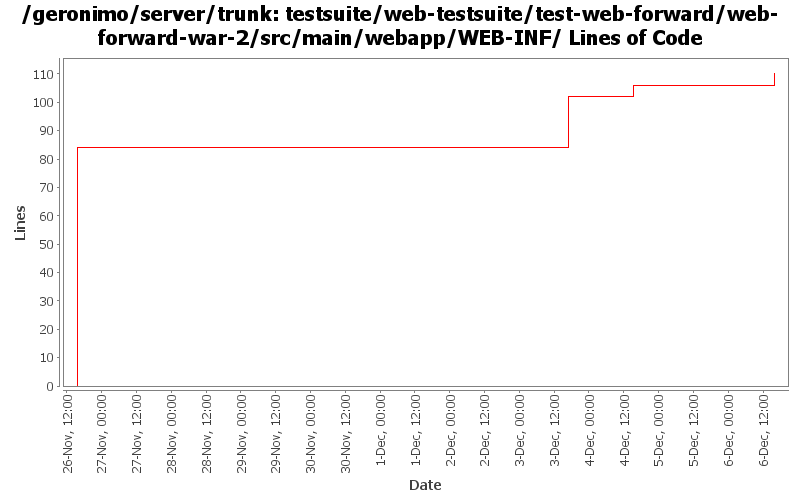 /geronimo/server/trunk: testsuite/web-testsuite/test-web-forward/web-
forward-war-2/src/main/webapp/WEB-INF/ Lines of Code
110
100
90
80
70
60
50
40
30
20
10
0
Lines
26-Nov, 12:00
27-Nov, 00:00
27-Nov, 12:00
28-Nov, 00:00
28-Nov, 12:00
29-Nov, 00:00
29-Nov, 12:00
30-Nov, 00:00
30-Nov, 12:00
1-Dec, 00:00
1-Dec, 12:00
2-Dec, 00:00
2-Dec, 12:00
3-Dec, 00:00
3-Dec, 12:00
4-Dec, 00:00
4-Dec, 12:00
5-Dec, 00:00
5-Dec, 12:00
6-Dec, 00:00
6-Dec, 12:00
Date